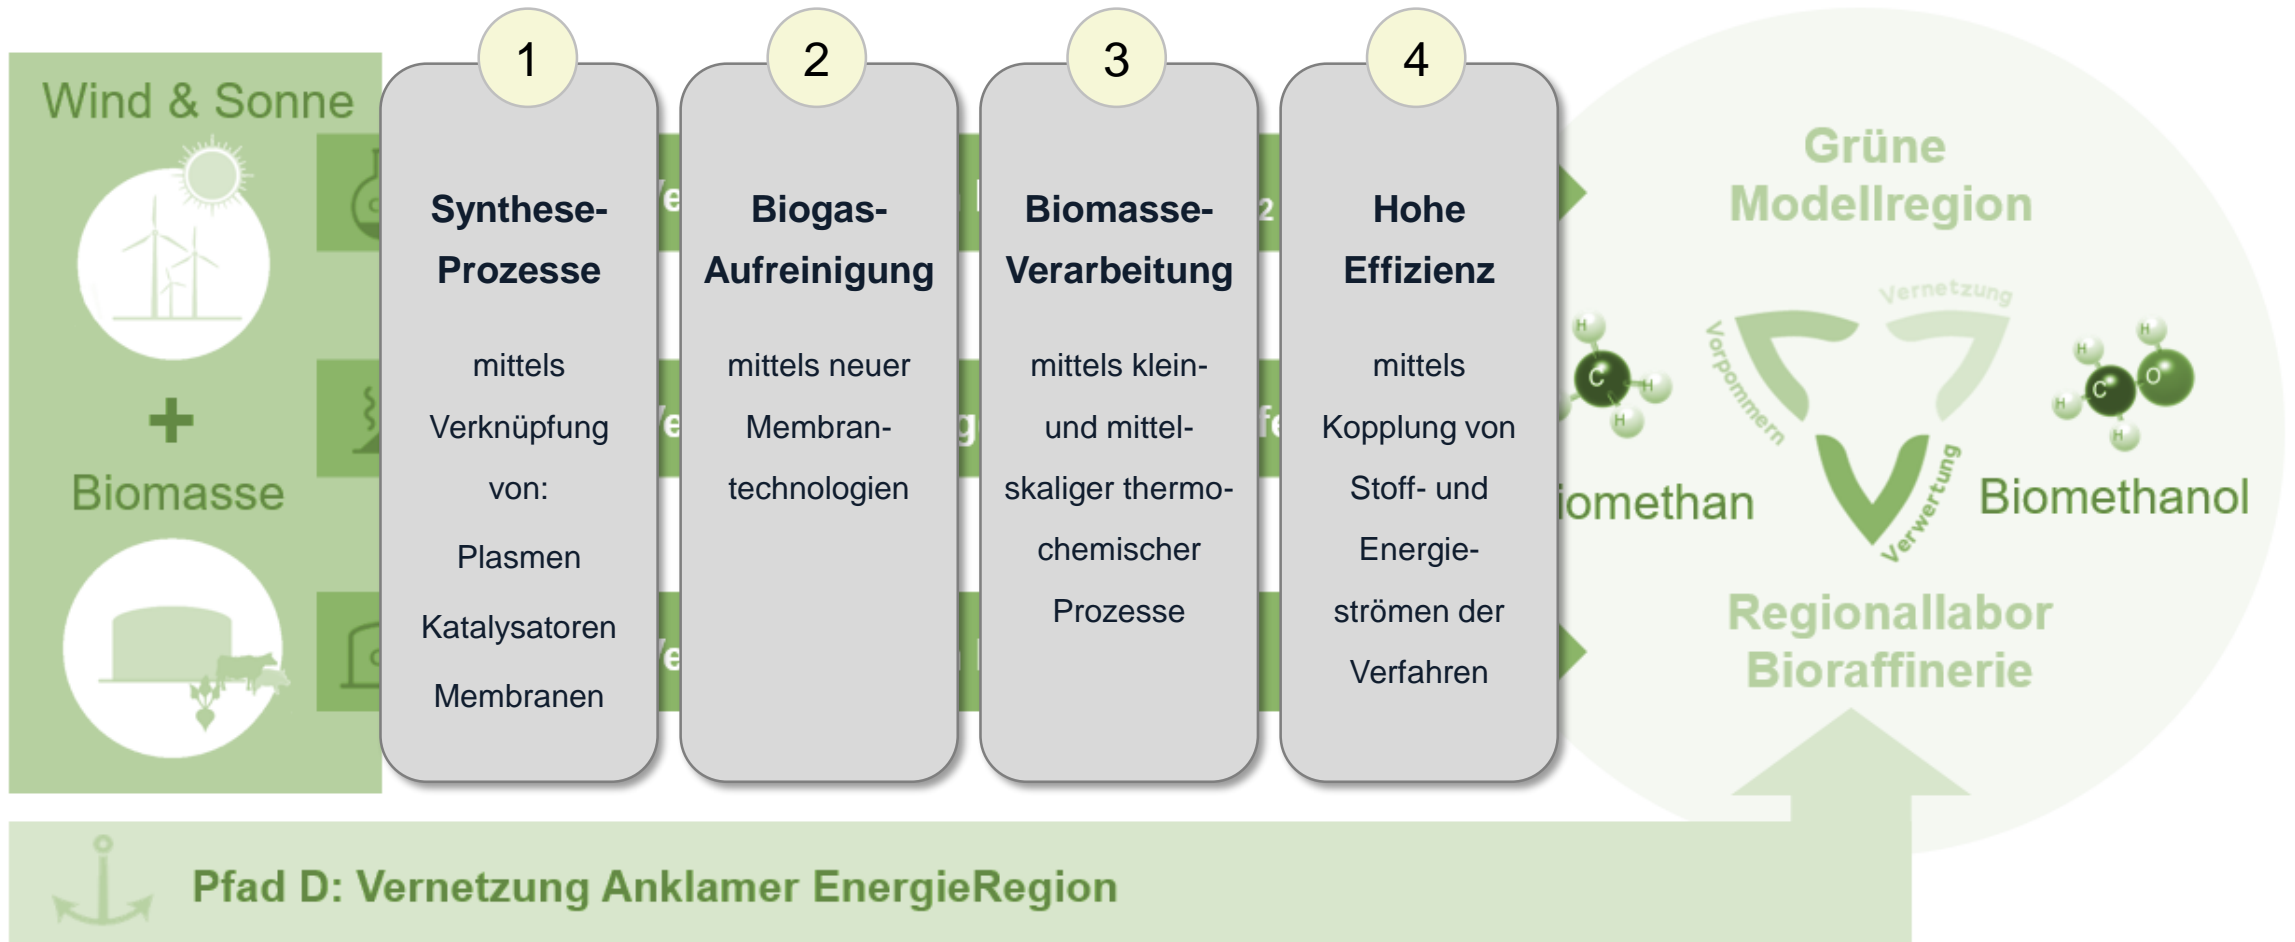 Wind & Sonne
+
Biomasse
1
Synthese-
Prozesse
mittels
Verknüpfung
von:
Plasmen
Katalysatoren
Membranen
2
Biogas-
Aufreinigung
mittels neuer
Membran-
technologien
3
Biomasse-
Verarbeitung
mittels klein-
und mittel-
skaliger thermo-
chemischer
Prozesse
4
Hohe
Effizienz
mittels
Kopplung von
Stoff- und
Energie-
strömen der
Verfahren
2
Grüne
Modellregion
Vernetzung
Vorpommern
Verwertung
H
C
H
H
iomethan
H
H
C
O
H
H
Biomethanol
Regionallabor
Bioraffinerie
Pfad D: Vernetzung Anklamer EnergieRegion